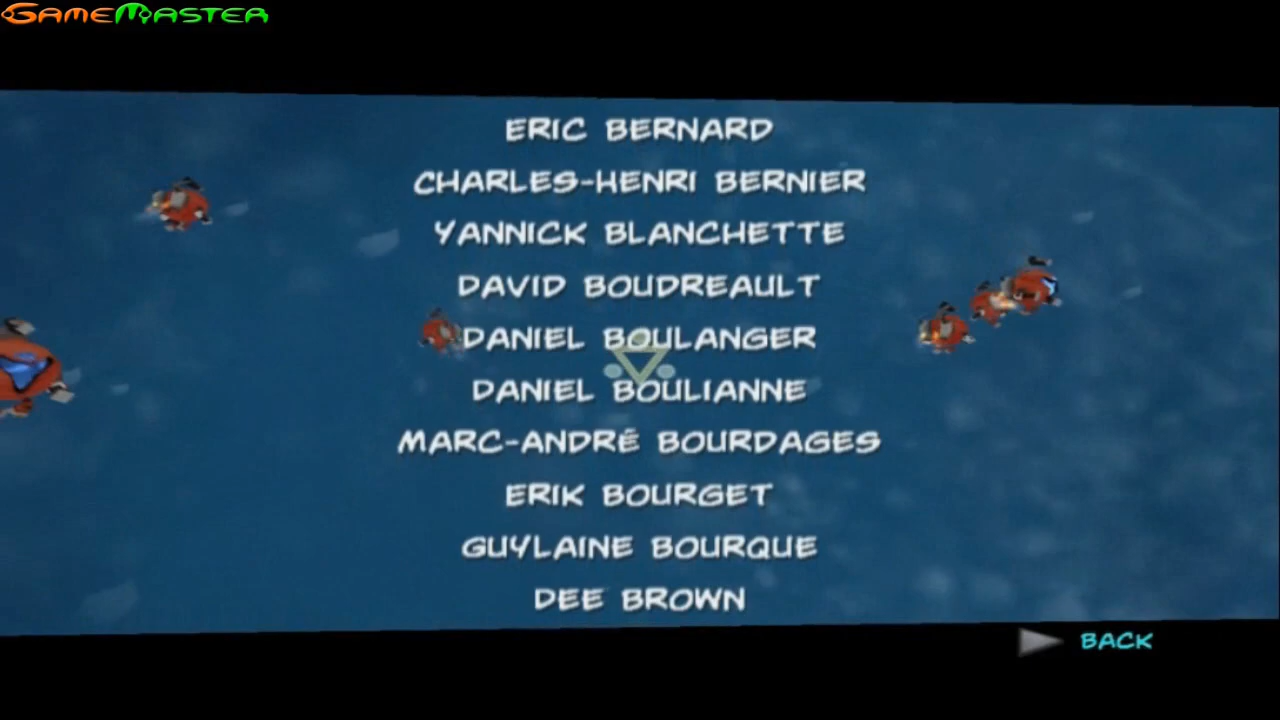 GAMEMASTER
ERIC BERNARD
CHARLES-HENRI BERNIER
YANNICK BLANCHETTE
DAVID BOUDREAULT
DANIEL BOULANGER
DANIEL BOULIANNE
MARC-ANDRÉ BOURDAGES
ERIK BOURGET
GUYLAINE BOURQUE
DEE BROWN
BACK